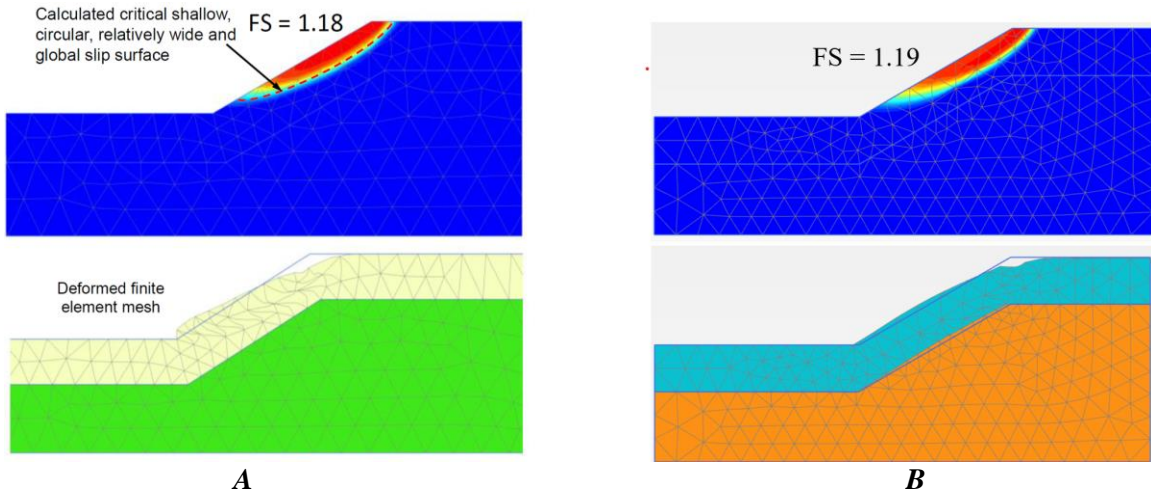 Calculated critical shallow,
circular, relatively wide and
global slip surface
FS = 1.18
FS = 1.19
Deformed finite
element mesh
A
B